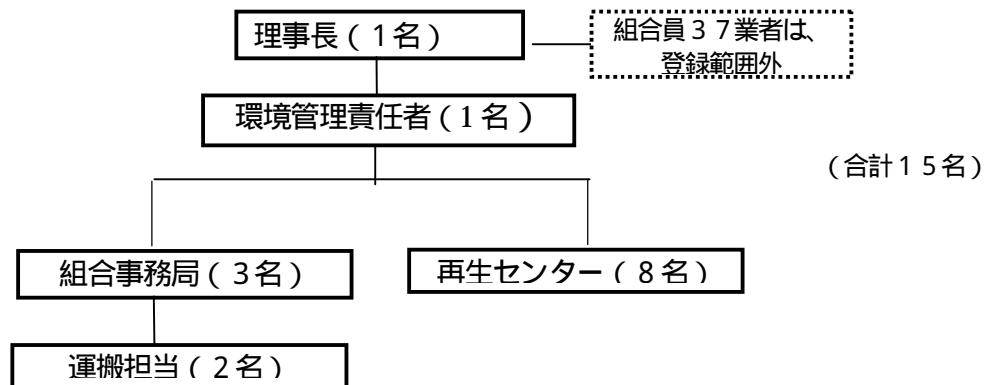 理事長（1名）
組合員３７業者は、
登録範囲外
環境管理責任者（1名）
（合計１５名）
組合事務局（３名）
再生センター（８名）
運搬担当（２名）